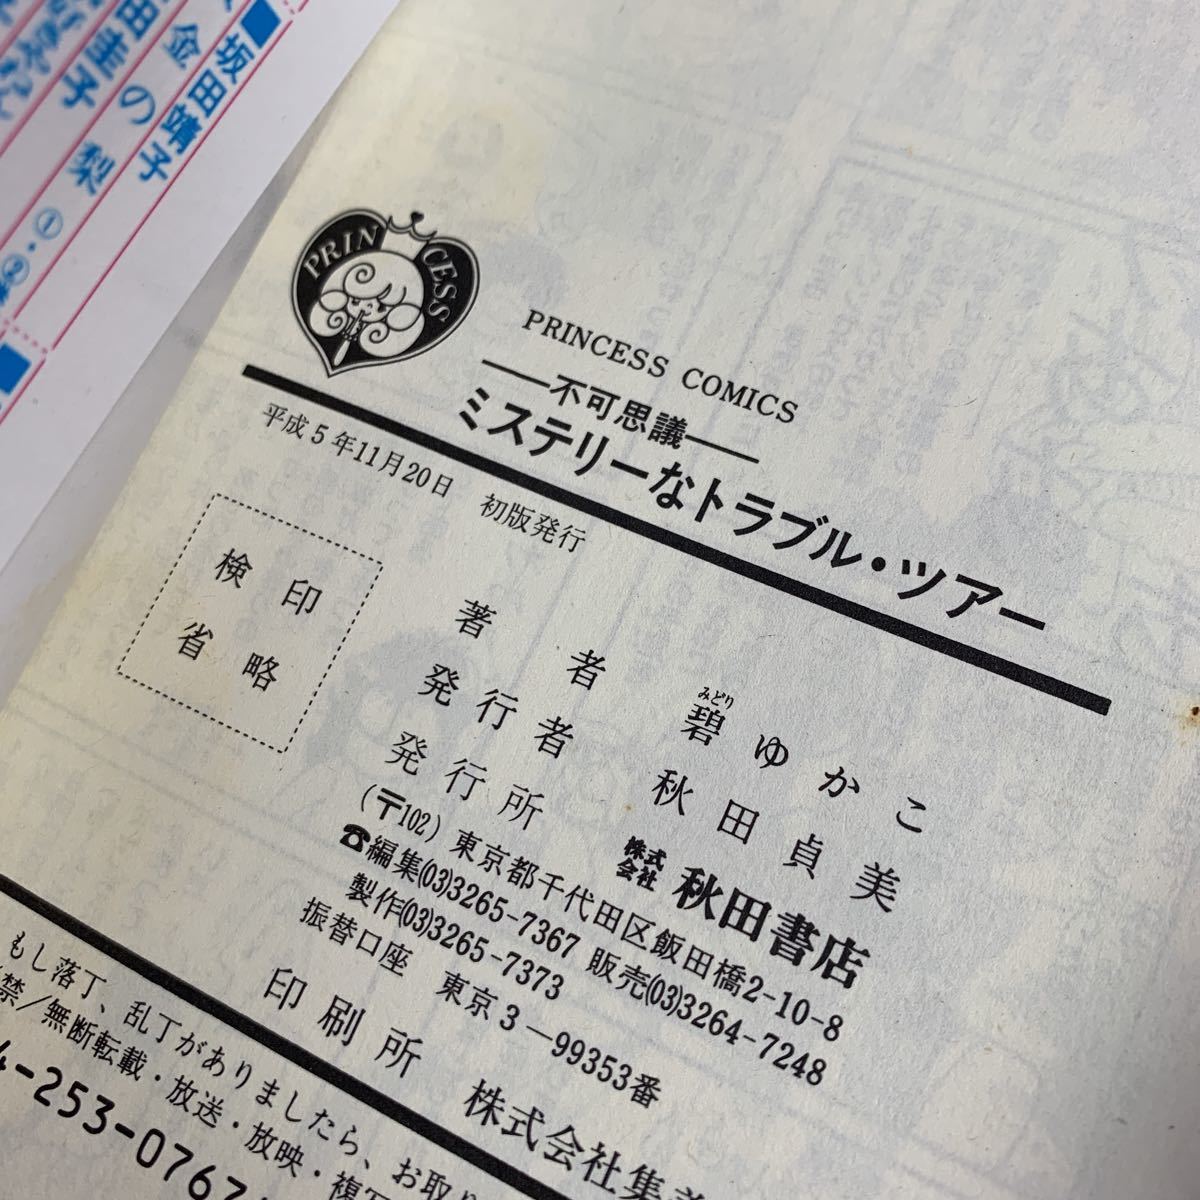 坂田靖子
金の梨①・②
田圭子
PRINCESS
PRINCESS COMICS
―不可思議―
ミステリーなトラブル・ツアー
平成5年11月20日 初版発行
検印
省略
著者 碧ゆかこ
みどり
発行者 秋田貞美
発行所 株式会社 秋田書店
(〒102) 東京都千代田区飯田橋2-10-8
☎編集(03)3265-7367 販売(03)3264-7248
製作(03)3265-7373
振替口座 東京3―99353番
印刷所 株式会社集美
もし落丁、乱丁がありましたら、お取り
禁/無断転載・放送・放映・複写
4-253-0767